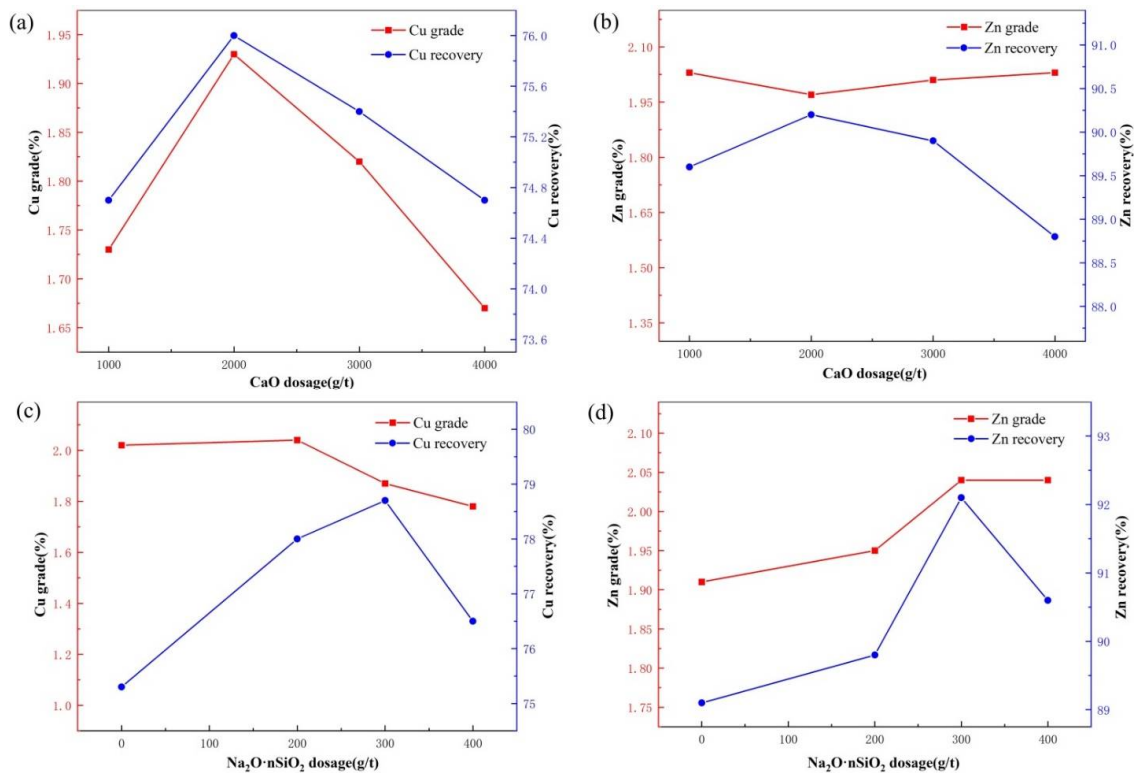 (a)
Cu grade
Cu recovery
1.95
1.90
1.85
1.80
1.75
1.70
1.65
Cu grade(%)
76.0
75.6
75.2
74.8
74.4
74.0
73.6
Cu recovery(%)
1000
2000
3000
4000
CaO dosage(g/t)
(b)
Zn grade
Zn recovery
2.10
1.95
1.80
1.65
1.50
1.35
Zn grade(%)
91.0
90.5
90.0
89.5
89.0
88.5
88.0
Zn recovery(%)
1000
2000
3000
4000
CaO dosage(g/t)
(c)
Cu grade
Cu recovery
2.0
1.8
1.6
1.4
1.2
1.0
Cu grade(%)
80
79
78
77
76
75
Cu recovery(%)
0
100
200
300
400
Na₂O·nSiO₂ dosage(g/t)
(d)
Zn grade
Zn recovery
2.10
2.05
2.00
1.95
1.90
1.85
1.80
1.75
Zn grade(%)
93
92
91
90
89
Zn recovery(%)
0
100
200
300
400
Na₂O·nSiO₂ dosage(g/t)